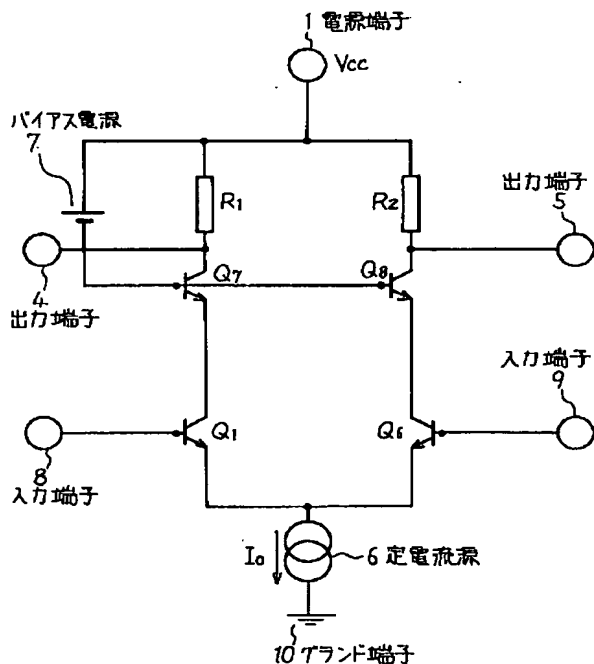 1 電源端子
Vcc
バイアス電源
7
R1
R2
出力端子
5
4
出力端子
Q7
Q8
入力端子
9
Q1
Q6
8
入力端子
Io
6 定電流源
10 グランド端子